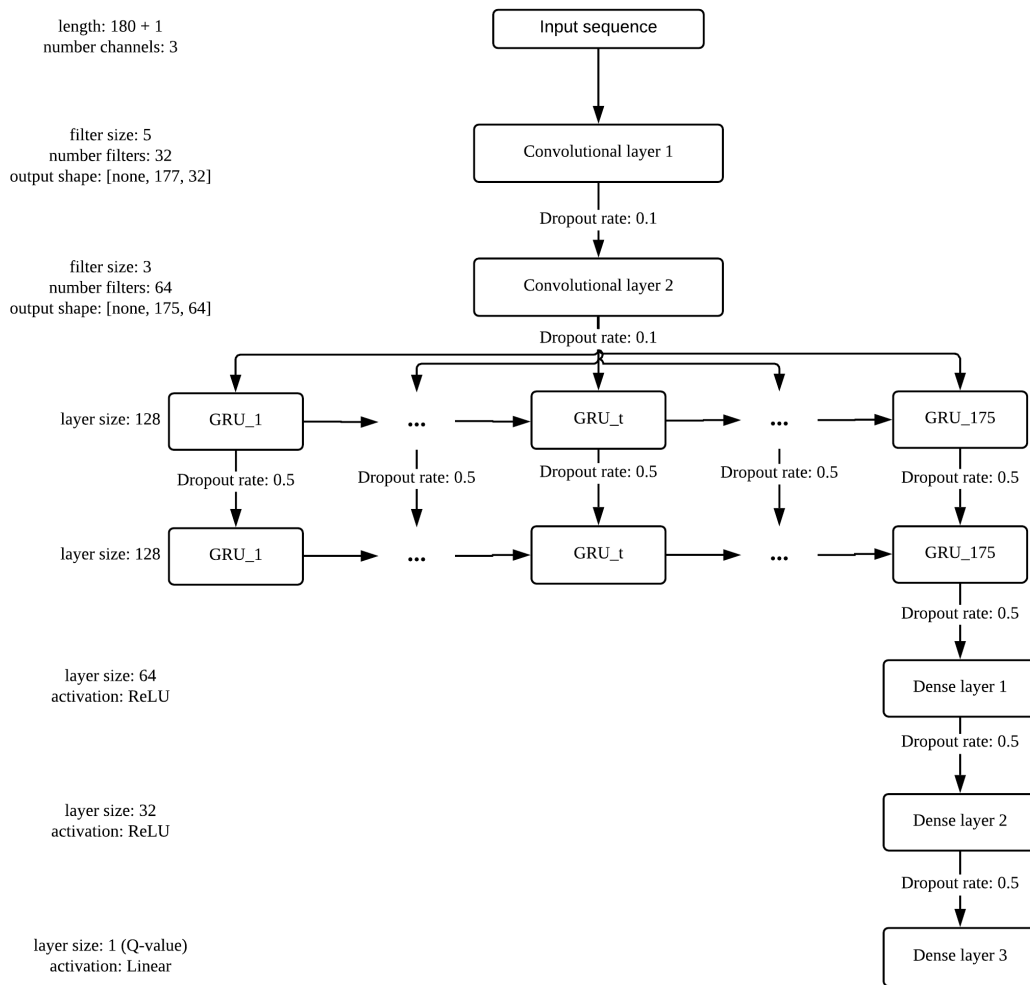 length: 180 + 1
number channels: 3
Input sequence
filter size: 5
number filters: 32
output shape: [none, 177, 32]
Convolutional layer 1
Dropout rate: 0.1
filter size: 3
number filters: 64
output shape: [none, 175, 64]
Convolutional layer 2
Dropout rate: 0.1
layer size: 128
GRU_1
...
GRU_t
...
GRU_175
Dropout rate: 0.5
Dropout rate: 0.5
Dropout rate: 0.5
Dropout rate: 0.5
Dropout rate: 0.5
layer size: 128
GRU_1
...
GRU_t
...
GRU_175
Dropout rate: 0.5
layer size: 64
activation: ReLU
Dense layer 1
Dropout rate: 0.5
layer size: 32
activation: ReLU
Dense layer 2
Dropout rate: 0.5
layer size: 1 (Q-value)
activation: Linear
Dense layer 3